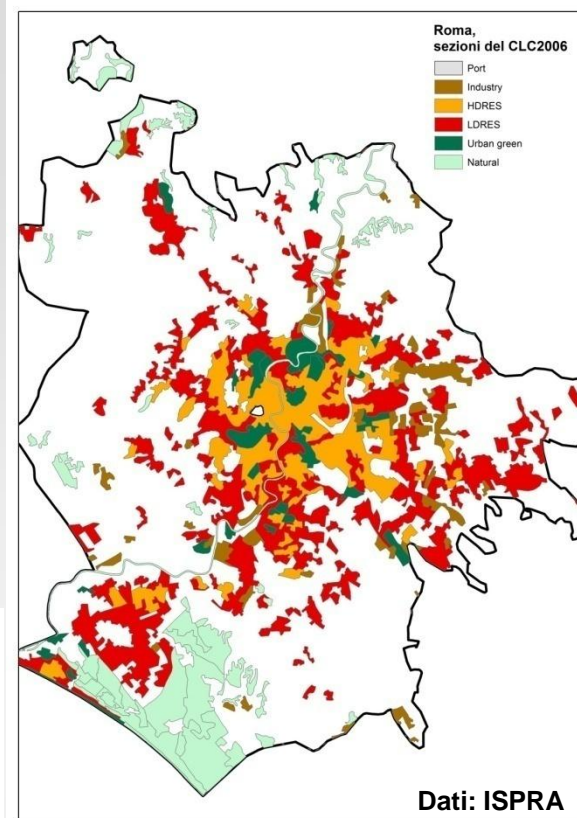 Roma,
sezioni del CLC2006
Port
Industry
HDRES
LDRES
Urban green
Natural
Dati: ISPRA